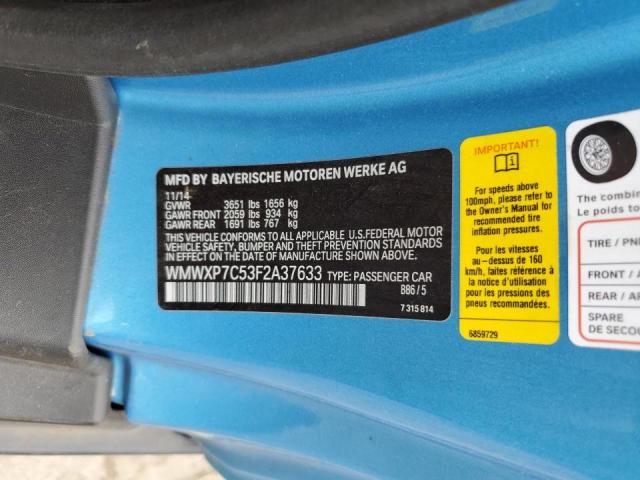 MFD BY BAYERISCHE MOTOREN WERKE AG
11/14
GVWR 3651 lbs 1656 kg
GAWR FRONT 2059 lbs 934 kg
GAWR REAR 1691 lbs 767 kg
THIS VEHICLE CONFORMS TO ALL APPLICABLE U.S.FEDERAL MOTOR
VEHICLE SAFETY, BUMPER AND THEFT PREVENTION STANDARDS
IN EFFECT ON THE DATE OF MANUFACTURE SHOWN ABOVE.
WMWXP7C53F2A37633 TYPE: PASSENGER CAR
B86/5
7 315 814
IMPORTANT!
For speeds above
100mph, please refer to
the Owner's Manual for
recommended tire
inflation pressures.
Pour les vitesses au-
dessus de 160 km/h,
veuillez faire référence à
la notice d'utilisation
pour les pressions des
pneus recommandées.
6859729
The combine
Le poids to
TIRE / PNE
FRONT / A
REAR / AR
SPARE
DE SECOU